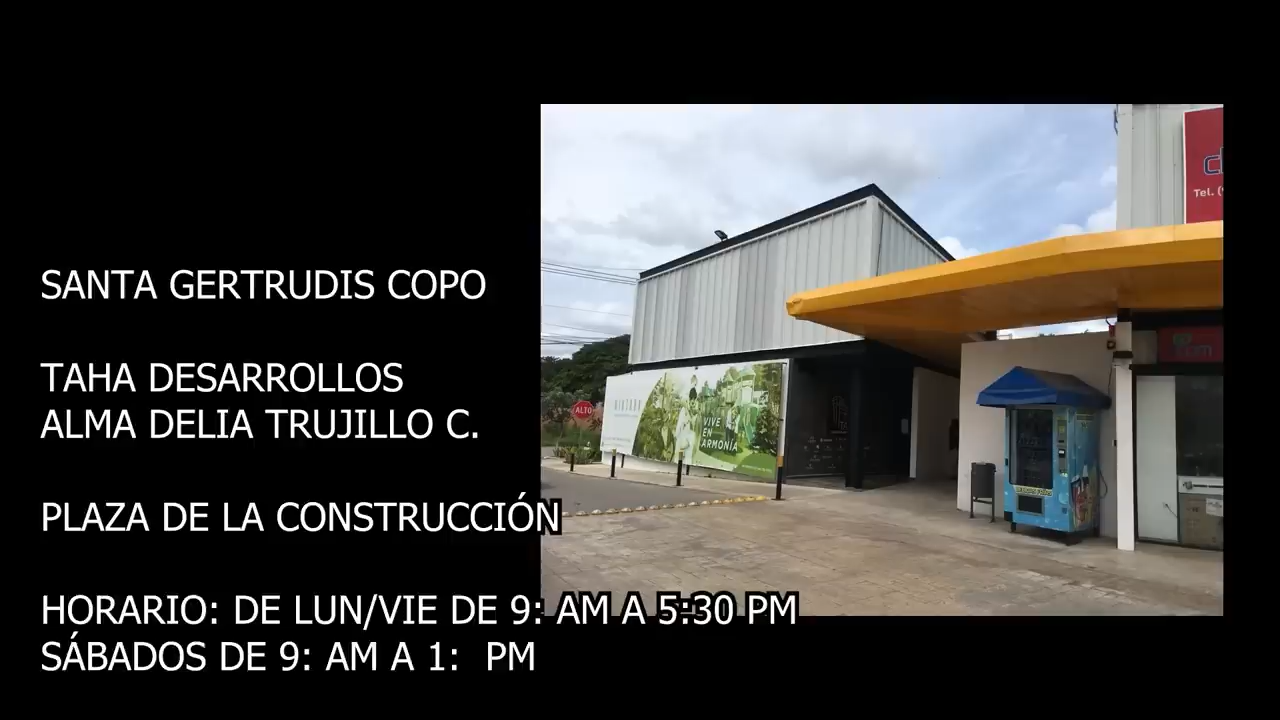 SANTA GERTRUDIS COPO
TAHA DESARROLLOS
ALMA DELIA TRUJILLO C.
PLAZA DE LA CONSTRUCCIÓN
HORARIO: DE LUN/VIE DE 9: AM A 5:30 PM
SÁBADOS DE 9: AM A 1:  PM
ALTO
VIVE
EN
ARMONÍA
Tel. (